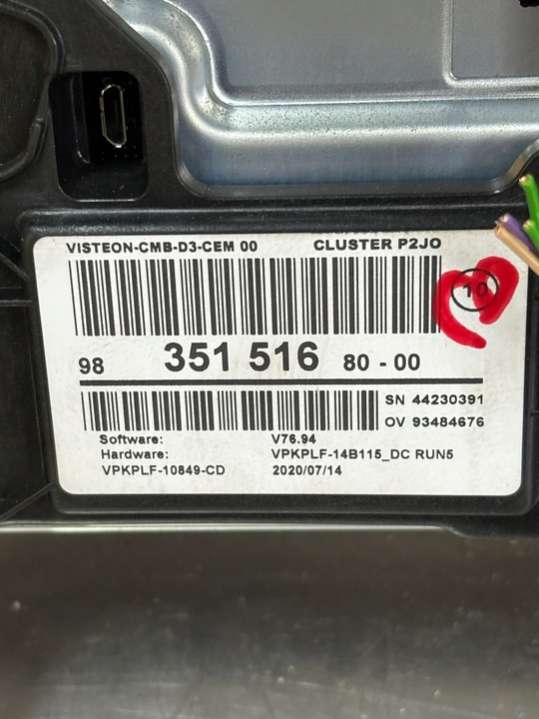 VISTEON-CMB-D3-CEM 00 CLUSTER P2JO
10
98 351 516 80 - 00
SN 44230391
OV 93484676
Software: V76.94
Hardware: VPKPLF-14B115_DC RUN5
VPKPLF-10849-CD 2020/07/14